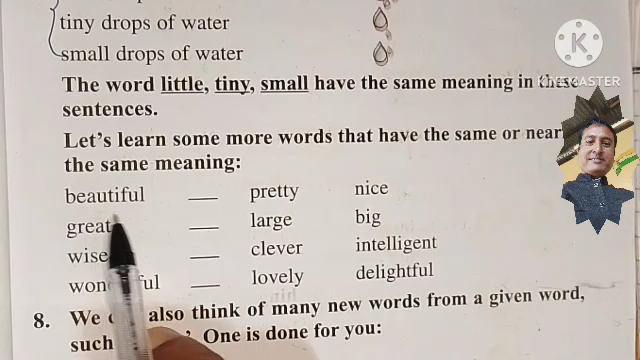 tiny drops of water
small drops of water
The word little, tiny, small have the same meaning in these
sentences.
Let's learn some more words that have the same or near
the same meaning:
beautiful — pretty nice
great — large big
wise — clever intelligent
— lovely delightful
8. We also think of many new words from a given word,
such One is done for you:
K